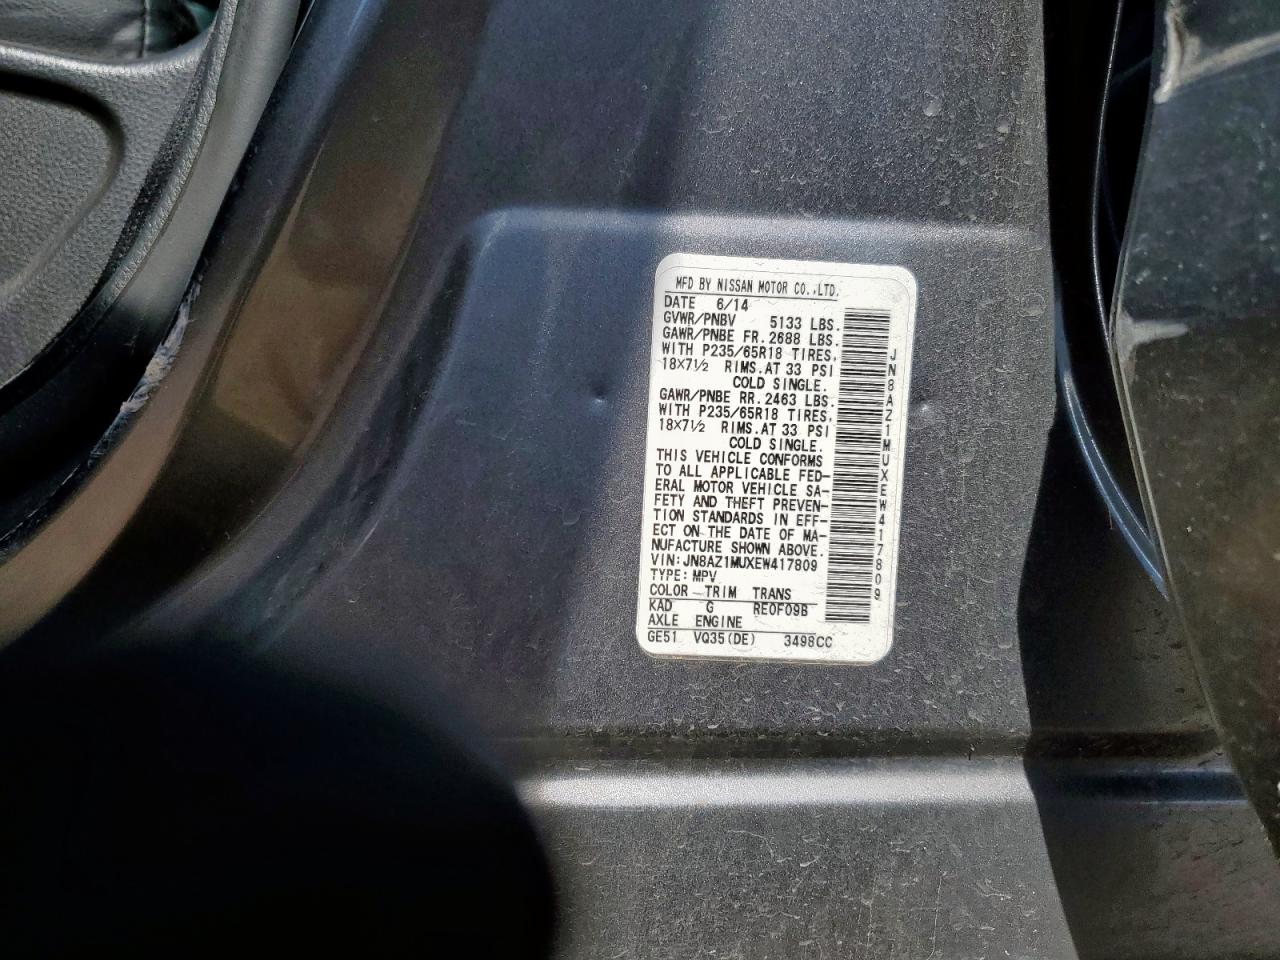 MFD BY NISSAN MOTOR CO.,LTD.
DATE 6/14
GVWR/PNBV 5133 LBS.
GAWR/PNBE FR.2688 LBS.
WITH P235/65R18 TIRES,
18×7½ RIMS.AT 33 PSI
COLD SINGLE.
GAWR/PNBE RR.2463 LBS.
WITH P235/65R18 TIRES,
18×7½ RIMS.AT 33 PSI
COLD SINGLE.
THIS VEHICLE CONFORMS
TO ALL APPLICABLE FED-
ERAL MOTOR VEHICLE SA-
FETY AND THEFT PREVEN-
TION STANDARDS IN EFF-
ECT ON THE DATE OF MA-
NUFACTURE SHOWN ABOVE.
VIN:JN8AZ1MUXEW417809
TYPE:MPV
COLOR TRIM TRANS
KAD G RE0F09B
AXLE ENGINE
GE51 VQ35(DE) 3498CC
JN8AZ1MUXEW417809